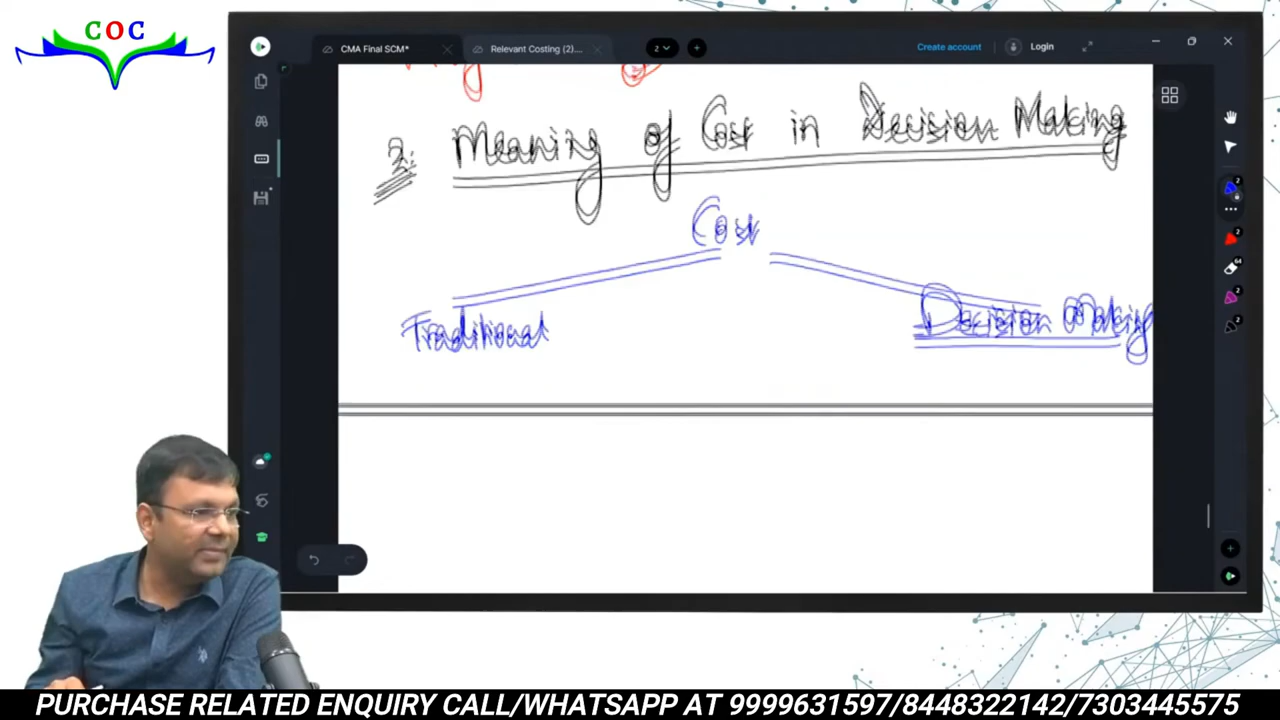 COC
CMA Final SCM*
Relevant Costing (2)....
2
Create account
Login
2. Meaning of Cost in Decision Making
Cost
Traditional
Decision Making
PURCHASE RELATED ENQUIRY CALL/WHATSAPP AT 9999631597/8448322142/7303445575